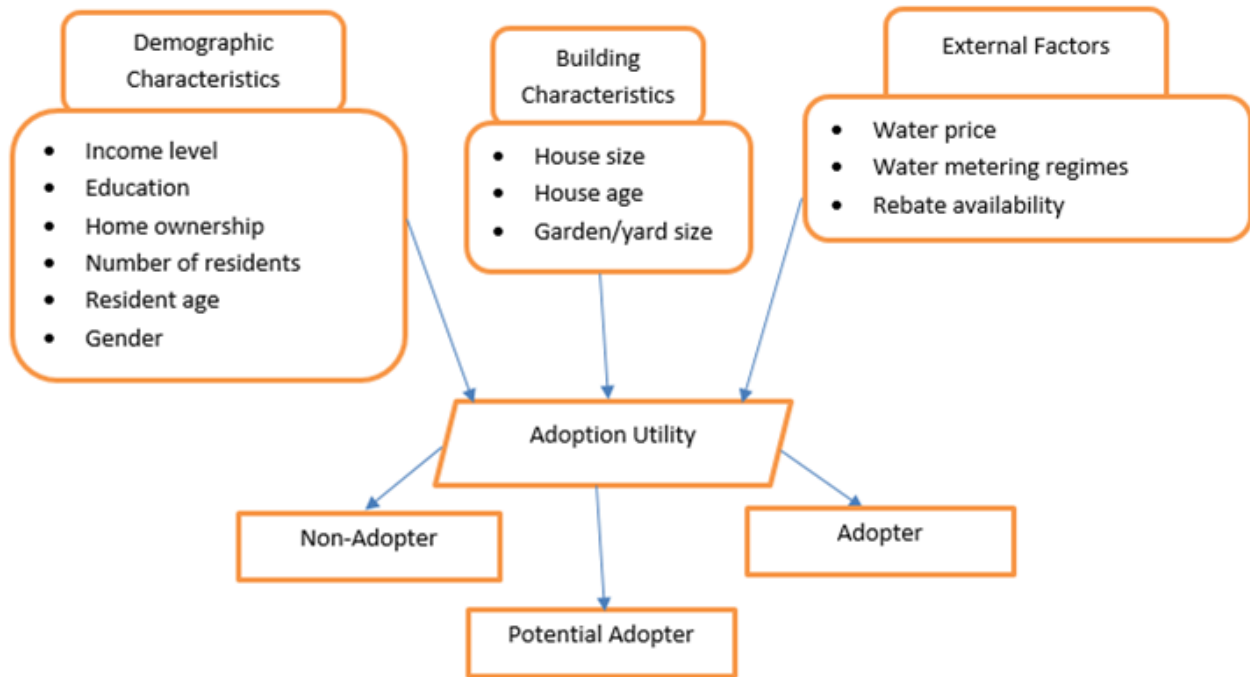 Demographic
Characteristics
• Income level
• Education
• Home ownership
• Number of residents
• Resident age
• Gender
Building
Characteristics
• House size
• House age
• Garden/yard size
External Factors
• Water price
• Water metering regimes
• Rebate availability
Adoption Utility
Non-Adopter
Potential Adopter
Adopter